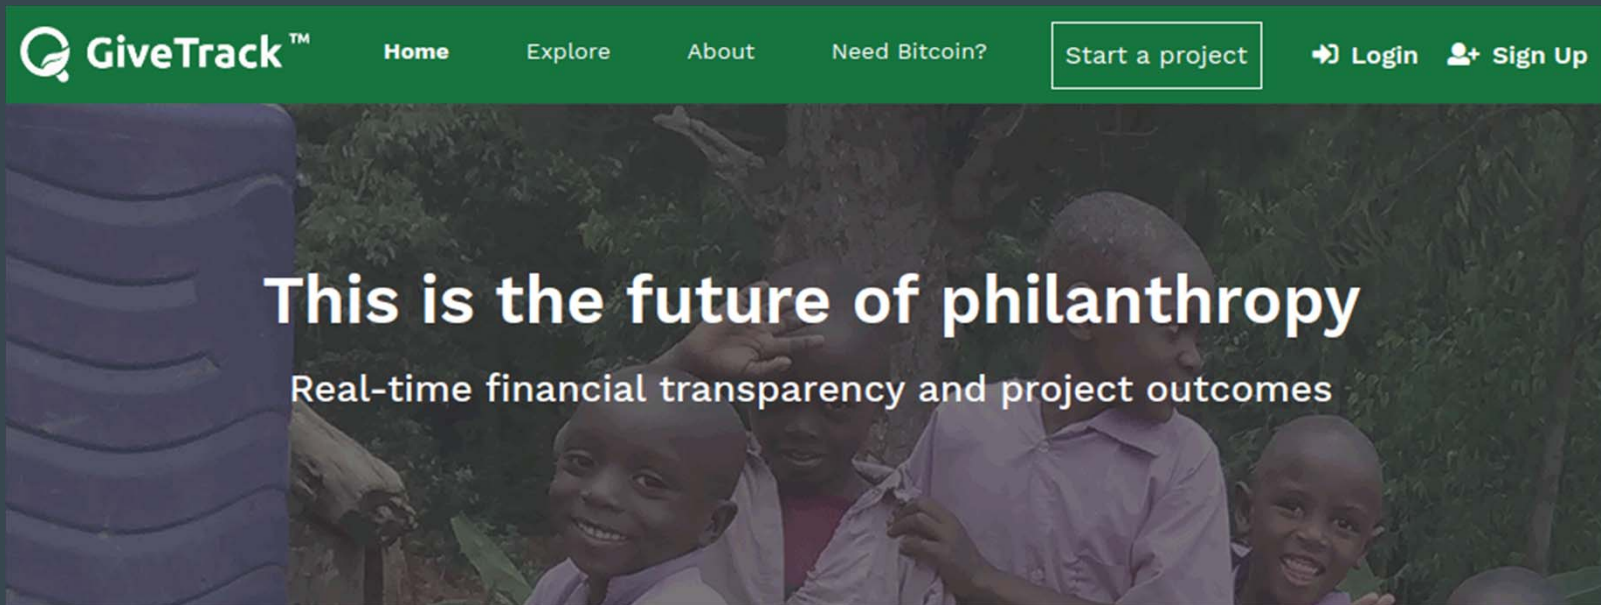 GiveTrack™ Home Explore About Need Bitcoin? Start a project Login Sign Up
This is the future of philanthropy
Real-time financial transparency and project outcomes